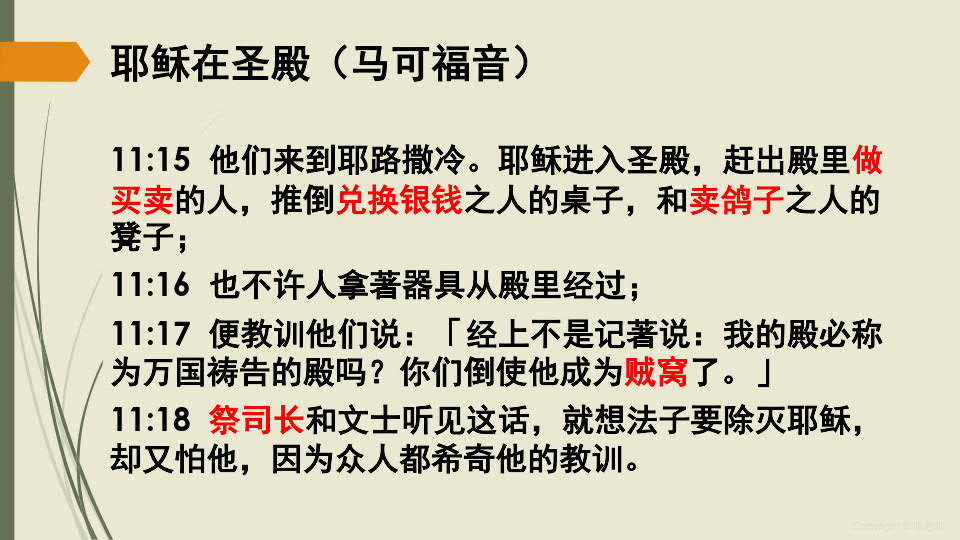 耶稣在圣殿（马可福音）
11:15 他们来到耶路撒冷。耶稣进入圣殿，赶出殿里做
买卖的人，推倒兑换银钱之人的桌子，和卖鸽子之人的
凳子；
11:16 也不许人拿著器具从殿里经过；
11:17 便教训他们说：「经上不是记著说：我的殿必称
为万国祷告的殿吗？你们倒使他成为贼窝了。」
11:18 祭司长和文士听见这话，就想法子要除灭耶稣，
却又怕他，因为众人都希奇他的教训。
Copyright